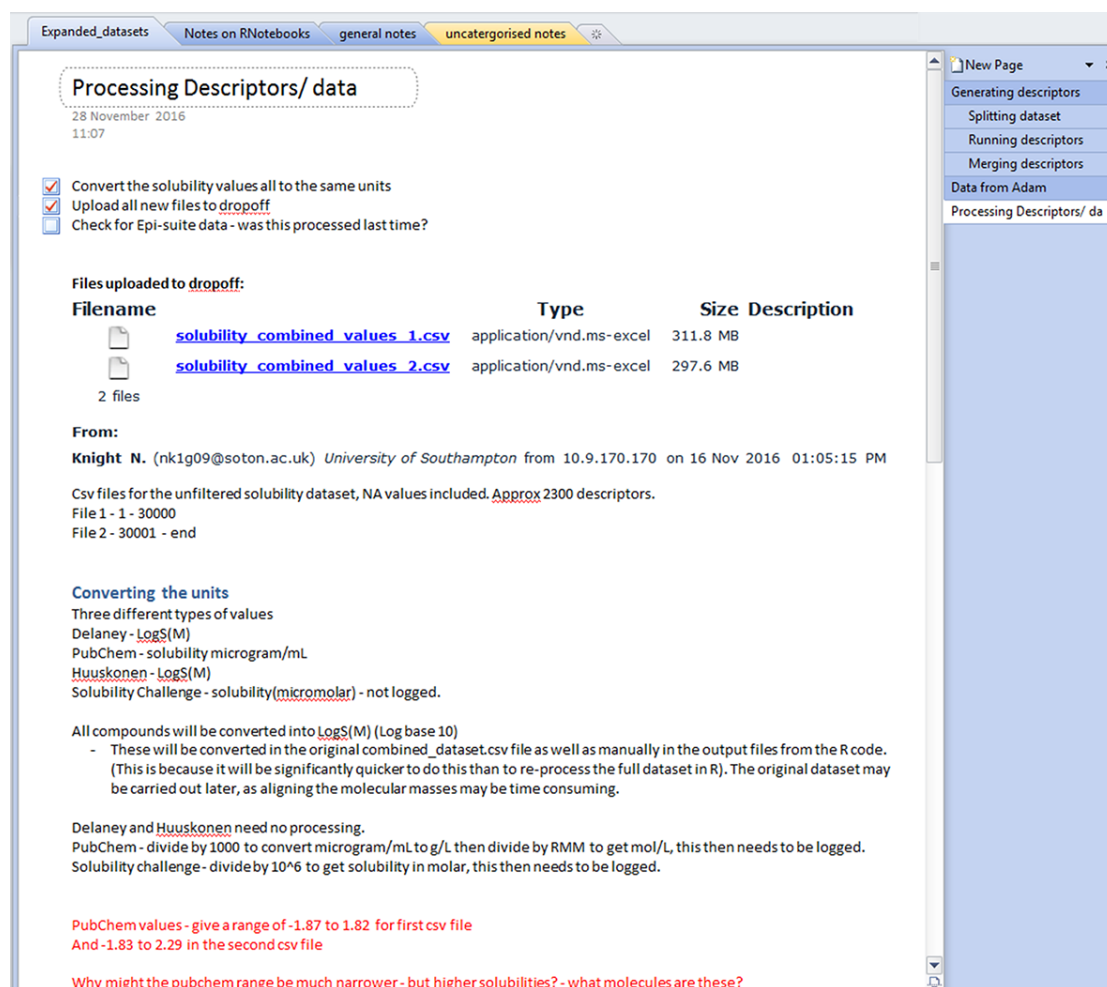 Expanded_datasets
Notes on RNotebooks
general notes
uncatergorised notes
New Page
Generating descriptors
Splitting dataset
Running descriptors
Merging descriptors
Data from Adam
Processing Descriptors/ da
Processing Descriptors/ data
28 November 2016
11:07
Convert the solubility values all to the same units
Upload all new files to dropoff
Check for Epi-suite data - was this processed last time?
Files uploaded to dropoff:
Filename Type Size Description
solubility_combined_values_1.csv application/vnd.ms-excel 311.8 MB
solubility_combined_values_2.csv application/vnd.ms-excel 297.6 MB
2 files
From:
Knight N. (nk1g09@soton.ac.uk) University of Southampton from 10.9.170.170 on 16 Nov 2016 01:05:15 PM
Csv files for the unfiltered solubility dataset, NA values included. Approx 2300 descriptors.
File 1 - 1 - 30000
File 2 - 30001 - end
Converting the units
Three different types of values
Delaney - LogS(M)
PubChem - solubility microgram/mL
Huuskonen - LogS(M)
Solubility Challenge - solubility(micromolar) - not logged.
All compounds will be converted into LogS(M) (Log base 10)
- These will be converted in the original combined_dataset.csv file as well as manually in the output files from the R code.
(This is because it will be significantly quicker to do this than to re-process the full dataset in R). The original dataset may
be carried out later, as aligning the molecular masses may be time consuming.
Delaney and Huuskonen need no processing.
PubChem - divide by 1000 to convert microgram/mL to g/L then divide by RMM to get mol/L, this then needs to be logged.
Solubility challenge - divide by 10^6 to get solubility in molar, this then needs to be logged.
PubChem values - give a range of -1.87 to 1.82 for first csv file
And -1.83 to 2.29 in the second csv file
Why might the pubchem range be much narrower - but higher solubilities? - what molecules are these?